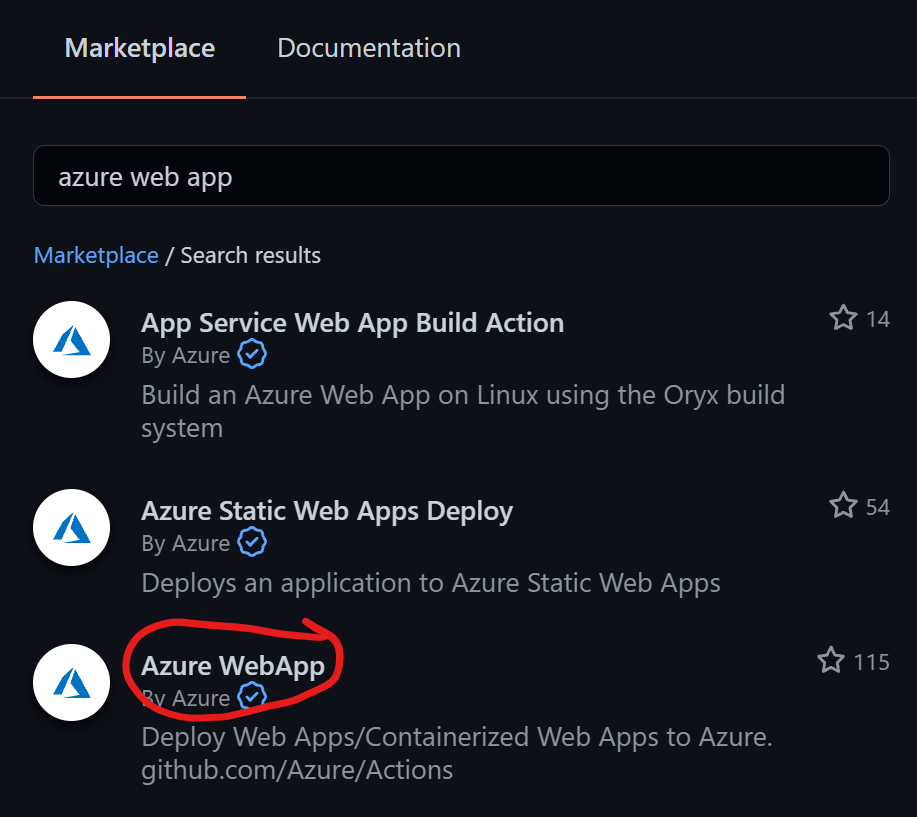 Marketplace Documentation
azure web app
Marketplace / Search results
App Service Web App Build Action 14
By Azure
Build an Azure Web App on Linux using the Oryx build
system
Azure Static Web Apps Deploy 54
By Azure
Deploys an application to Azure Static Web Apps
Azure WebApp 115
By Azure
Deploy Web Apps/Containerized Web Apps to Azure.
github.com/Azure/Actions